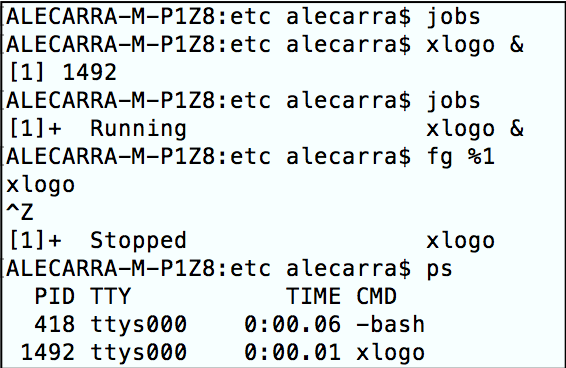 ALECARRA-M-P1Z8:etc alecarra$ jobs
ALECARRA-M-P1Z8:etc alecarra$ xlogo &
[1] 1492
ALECARRA-M-P1Z8:etc alecarra$ jobs
[1]+  Running                 xlogo &
ALECARRA-M-P1Z8:etc alecarra$ fg %1
xlogo
^Z
[1]+  Stopped                 xlogo
ALECARRA-M-P1Z8:etc alecarra$ ps
  PID TTY           TIME CMD
  418 ttys000    0:00.06 -bash
 1492 ttys000    0:00.01 xlogo